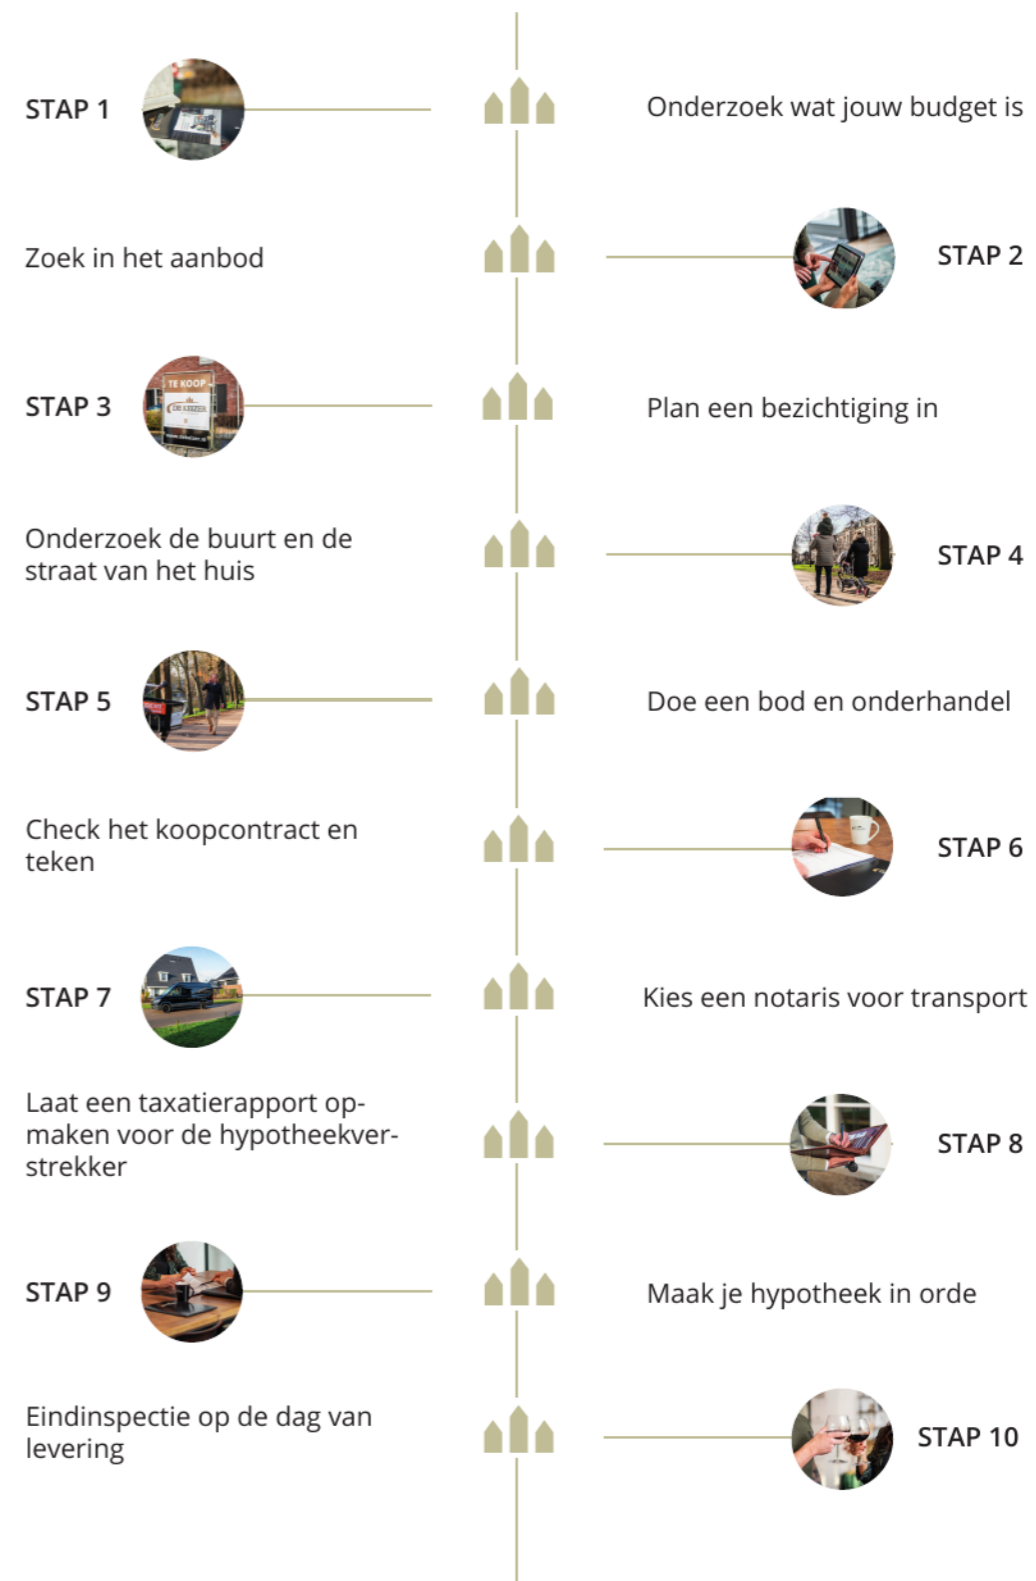 STAP 1
Onderzoek wat jouw budget is
Zoek in het aanbod
STAP 2
STAP 3
TE KOOP
DE KEIZER
Plan een bezichtiging in
Onderzoek de buurt en de
straat van het huis
STAP 4
STAP 5
Doe een bod en onderhandel
Check het koopcontract en
teken
STAP 6
STAP 7
Kies een notaris voor transport
Laat een taxatierapport op-
maken voor de hypotheekver-
strekker
STAP 8
STAP 9
Maak je hypotheek in orde
Eindinspectie op de dag van
levering
STAP 10